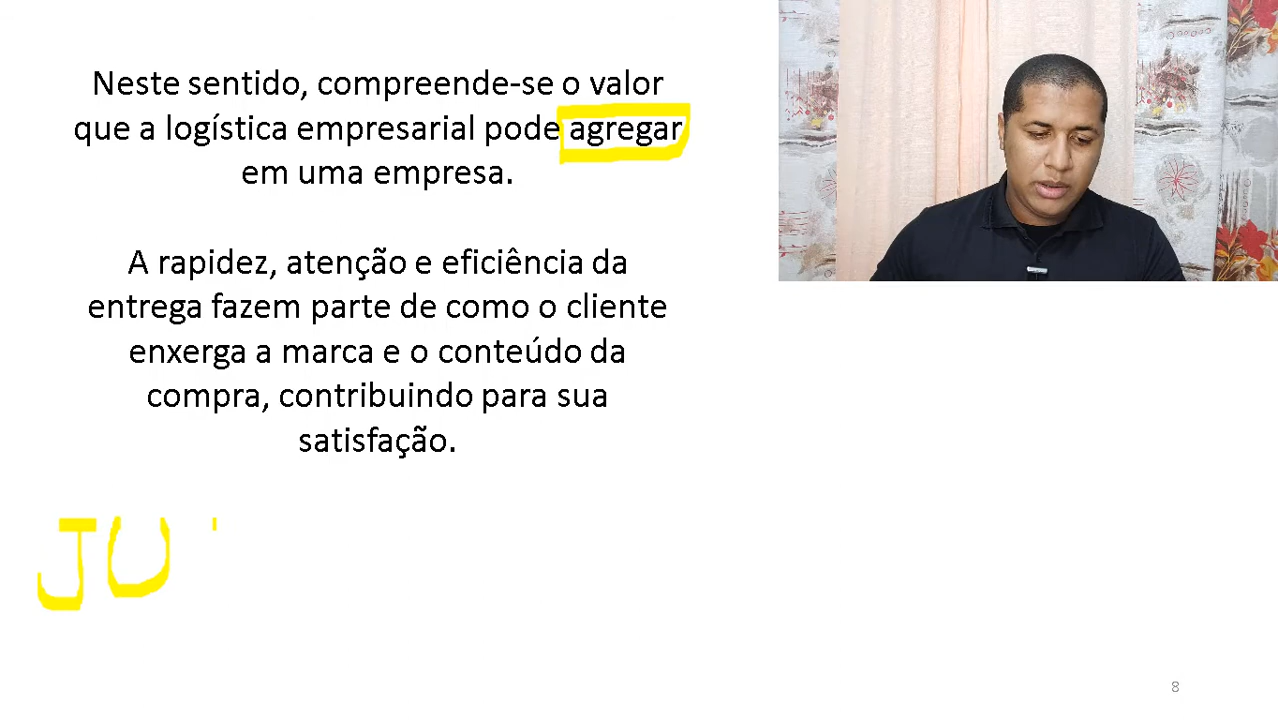 Neste sentido, compreende-se o valor
que a logística empresarial pode agregar
em uma empresa.
A rapidez, atenção e eficiência da
entrega fazem parte de como o cliente
enxerga a marca e o conteúdo da
compra, contribuindo para sua
satisfação.
JU
8